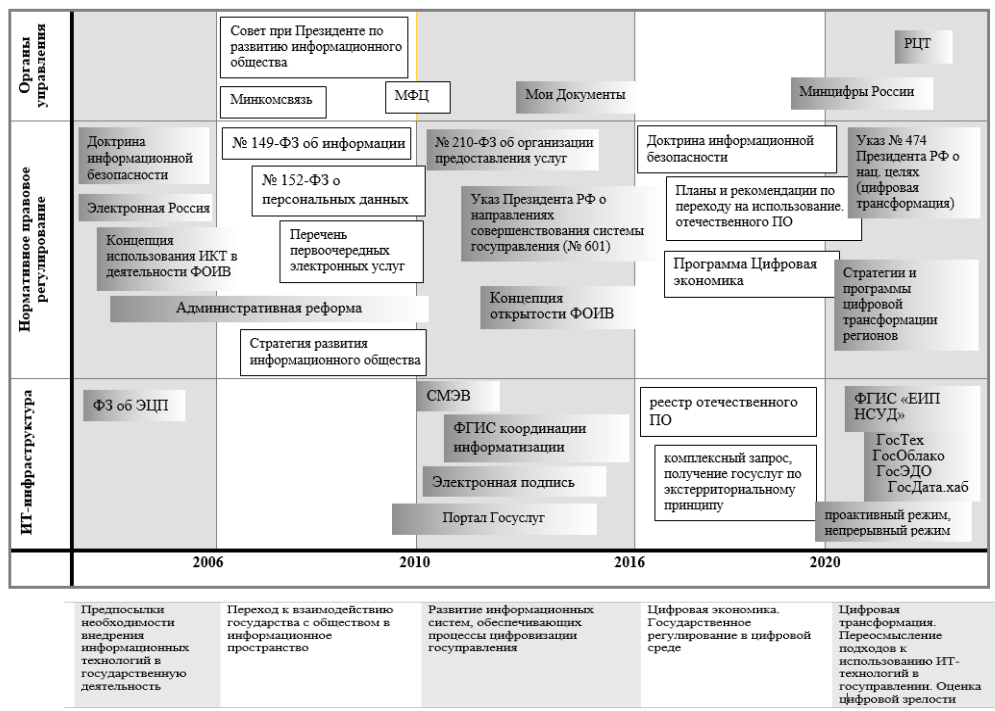 Органы
управления
Совет при Президенте по
развитию информационного
общества
Минкомсвязь
МФЦ
Мои Документы
РЦТ
Минцифры России
Нормативное правовое
регулирование
Доктрина
информационной
безопасности
Электронная Россия
Концепция
использования ИКТ в
деятельности ФОИВ
Административная реформа
№ 149-ФЗ об информации
№ 152-ФЗ о
персональных данных
Перечень
первоочередных
электронных услуг
Стратегия развития
информационного общества
№ 210-ФЗ об организации
предоставления услуг
Указ Президента РФ о
направлениях
совершенствования системы
госуправления (№ 601)
Концепция
открытости ФОИВ
Доктрина информационной
безопасности
Планы и рекомендации по
переходу на использование.
отечественного ПО
Программа Цифровая
экономика
Указ № 474
Президента РФ о
нац. целях
(цифровая
трансформация)
Стратегии и
программы
цифровой
трансформации
регионов
ИТ-инфраструктура
ФЗ об ЭЦП
СМЭВ
ФГИС координации
информатизации
Электронная подпись
Портал Госуслуг
реестр отечественного
ПО
комплексный запрос,
получение госуслуг по
экстерриториальному
принципу
ФГИС «ЕИП
НСУД»
ГосТех
ГосОблако
ГосЭДО
ГосДата.хаб
проактивный режим,
непрерывный режим
2006
2010
2016
2020
Предпосылки
необходимости
внедрения
информационных
технологий в
государственную
деятельность
Переход к взаимодействию
государства с обществом в
информационное
пространство
Развитие информационных
систем, обеспечивающих
процессы цифровизации
госуправления
Цифровая экономика.
Государственное
регулирование в цифровой
среде
Цифровая
трансформация.
Переосмысление
подходов к
использованию ИТ-
технологий в
госуправлении. Оценка
цифровой зрелости